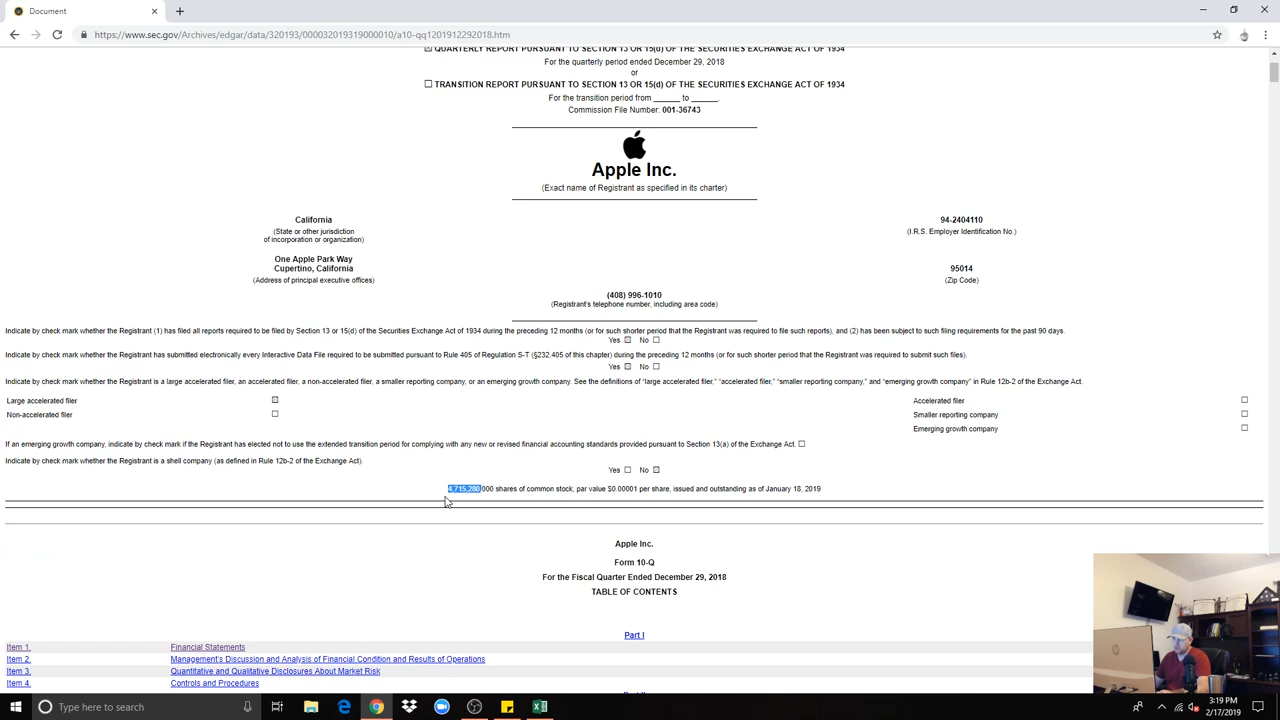 Document
https://www.sec.gov/Archives/edgar/data/320193/000032019319000010/a10-qq1201912292018.htm
☒ QUARTERLY REPORT PURSUANT TO SECTION 13 OR 15(d) OF THE SECURITIES EXCHANGE ACT OF 1934
For the quarterly period ended December 29, 2018
or
☐ TRANSITION REPORT PURSUANT TO SECTION 13 OR 15(d) OF THE SECURITIES EXCHANGE ACT OF 1934
For the transition period from ______ to ______.
Commission File Number: 001-36743
Apple Inc.
(Exact name of Registrant as specified in its charter)
California 94-2404110
(State or other jurisdiction (I.R.S. Employer Identification No.)
of incorporation or organization)
One Apple Park Way
Cupertino, California 95014
(Address of principal executive offices) (Zip Code)
(408) 996-1010
(Registrant's telephone number, including area code)
Indicate by check mark whether the Registrant (1) has filed all reports required to be filed by Section 13 or 15(d) of the Securities Exchange Act of 1934 during the preceding 12 months (or for such shorter period that the Registrant was required to file such reports), and (2) has been subject to such filing requirements for the past 90 days.
Yes ☒ No ☐
Indicate by check mark whether the Registrant has submitted electronically every Interactive Data File required to be submitted pursuant to Rule 405 of Regulation S-T (§232.405 of this chapter) during the preceding 12 months (or for such shorter period that the Registrant was required to submit such files).
Yes ☒ No ☐
Indicate by check mark whether the Registrant is a large accelerated filer, an accelerated filer, a non-accelerated filer, a smaller reporting company, or an emerging growth company. See the definitions of “large accelerated filer,” “accelerated filer,” “smaller reporting company,” and “emerging growth company” in Rule 12b-2 of the Exchange Act.
Large accelerated filer ☒ Accelerated filer ☐
Non-accelerated filer ☐ Smaller reporting company ☐
Emerging growth company ☐
If an emerging growth company, indicate by check mark if the Registrant has elected not to use the extended transition period for complying with any new or revised financial accounting standards provided pursuant to Section 13(a) of the Exchange Act. ☐
Indicate by check mark whether the Registrant is a shell company (as defined in Rule 12b-2 of the Exchange Act).
Yes ☐ No ☒
4,715,280,000 shares of common stock, par value $0.00001 per share, issued and outstanding as of January 18, 2019
Apple Inc.
Form 10-Q
For the Fiscal Quarter Ended December 29, 2018
TABLE OF CONTENTS
Part I
Item 1. Financial Statements
Item 2. Management's Discussion and Analysis of Financial Condition and Results of Operations
Item 3. Quantitative and Qualitative Disclosures About Market Risk
Item 4. Controls and Procedures
Type here to search
3:19 PM
2/17/2019